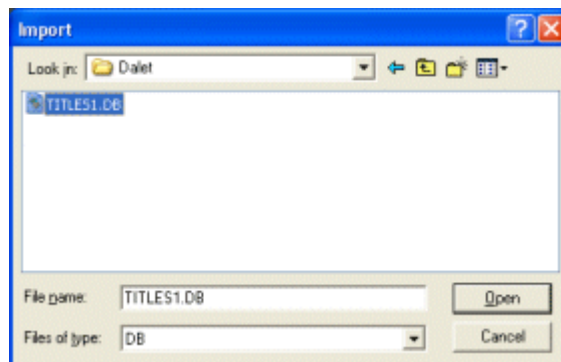 Import
Look in: Dalet
TITLES1.DB
File name: TITLES1.DB Open
Files of type: DB Cancel